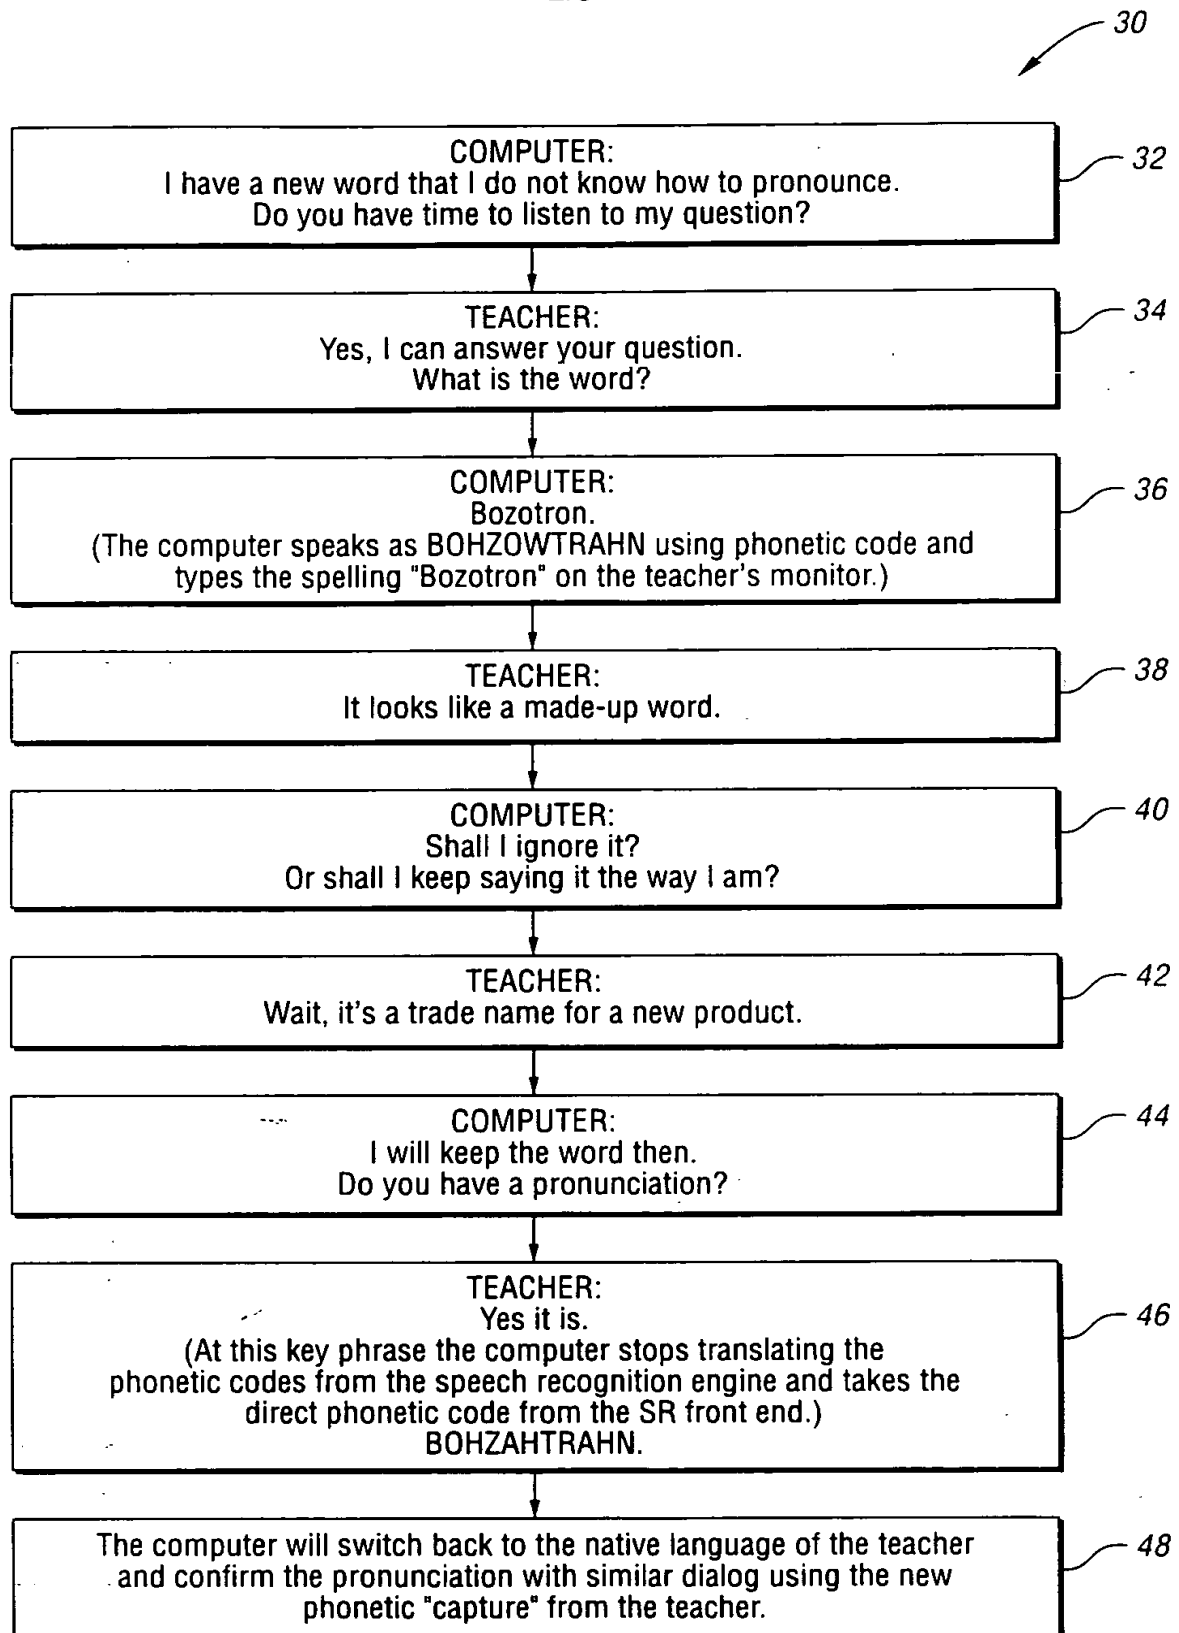 30
COMPUTER:
I have a new word that I do not know how to pronounce.
Do you have time to listen to my question?
32
TEACHER:
Yes, I can answer your question.
What is the word?
34
COMPUTER:
Bozotron.
(The computer speaks as BOHZOWTRAHN using phonetic code and
types the spelling "Bozotron" on the teacher's monitor.)
36
TEACHER:
It looks like a made-up word.
38
COMPUTER:
Shall I ignore it?
Or shall I keep saying it the way I am?
40
TEACHER:
Wait, it's a trade name for a new product.
42
COMPUTER:
I will keep the word then.
Do you have a pronunciation?
44
TEACHER:
Yes it is.
(At this key phrase the computer stops translating the
phonetic codes from the speech recognition engine and takes the
direct phonetic code from the SR front end.)
BOHZAHTRAHN.
46
The computer will switch back to the native language of the teacher
and confirm the pronunciation with similar dialog using the new
phonetic "capture" from the teacher.
48